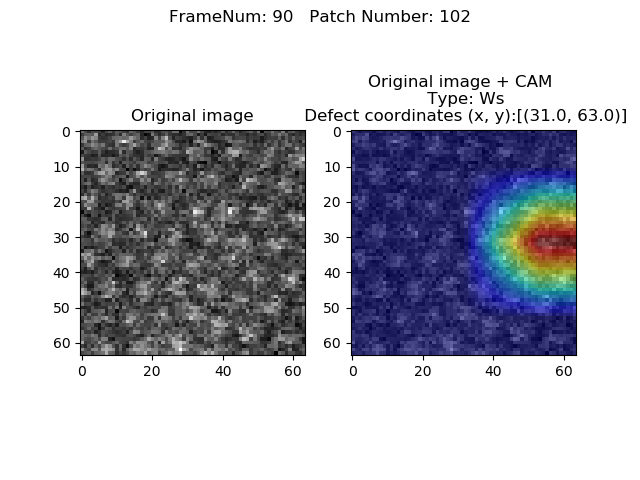 FrameNum: 90   Patch Number: 102
Original image
Original image + CAM
Type: Ws
Defect coordinates (x, y):[(31.0, 63.0)]
0
10
20
30
40
50
60
0 20 40 60
0
10
20
30
40
50
60
0 20 40 60